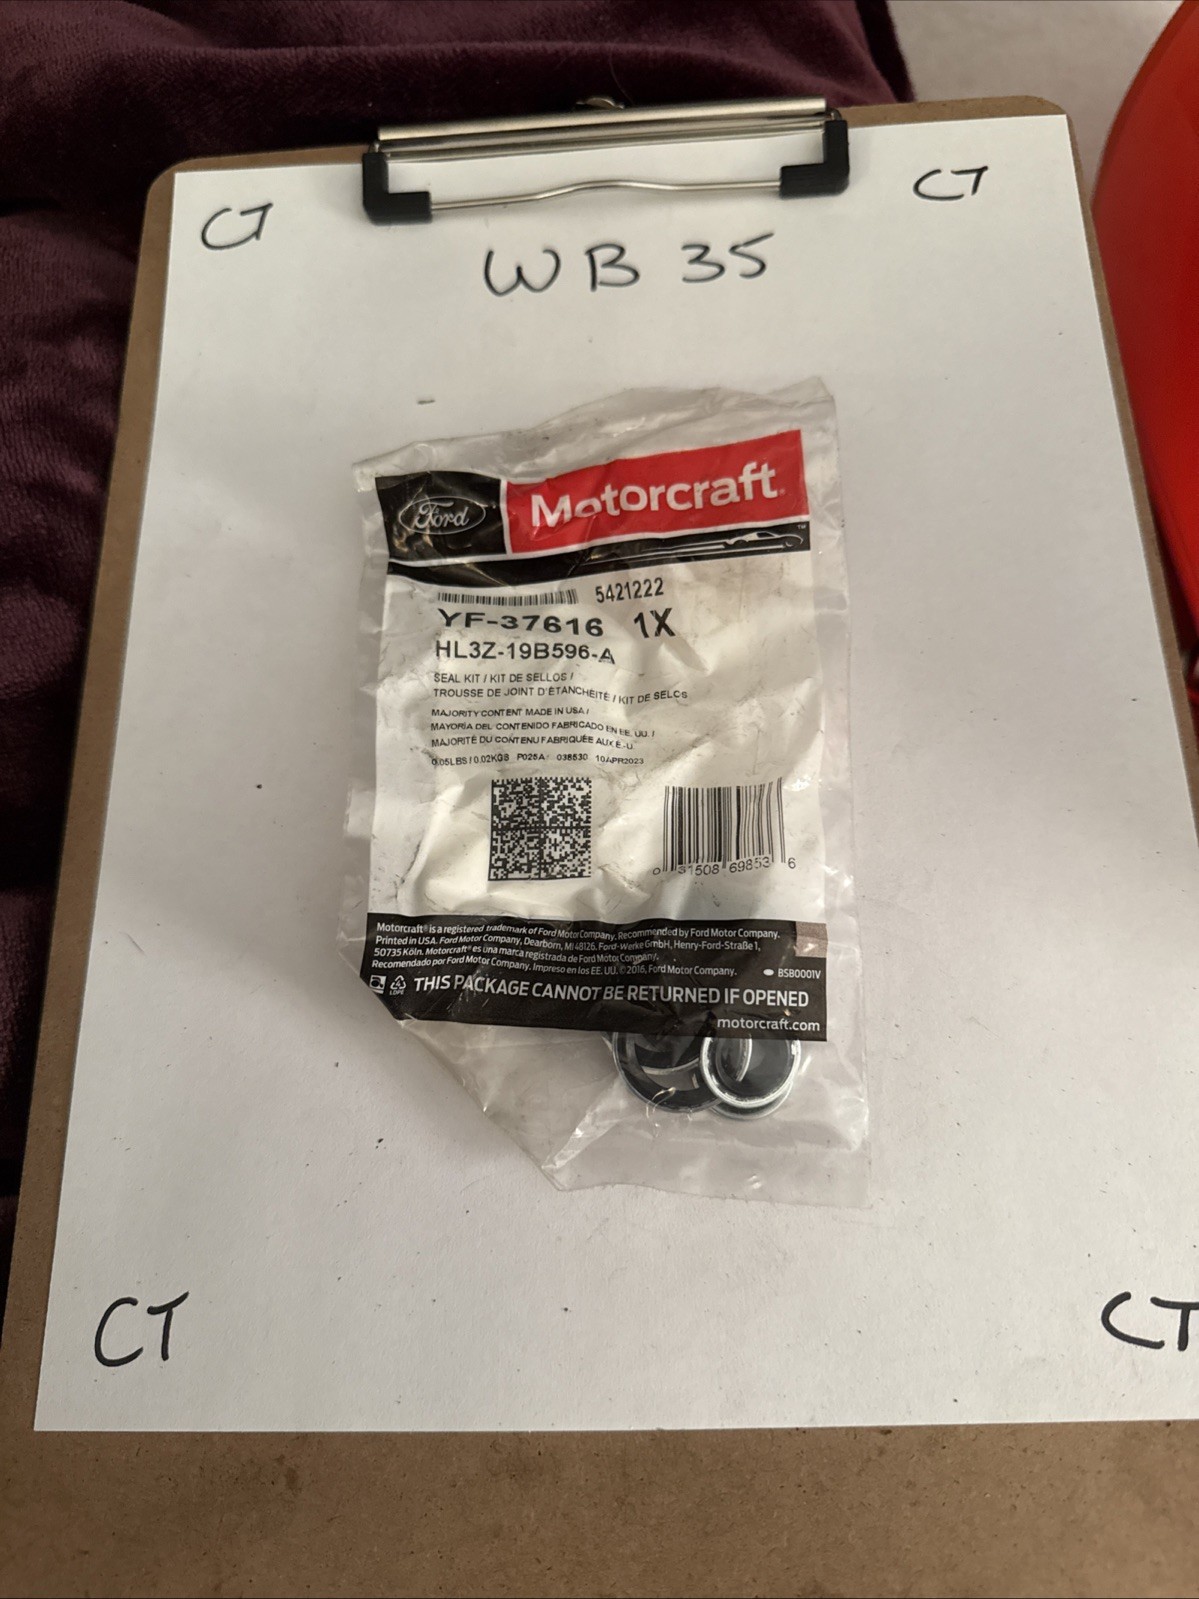 CT
CT
WB 35
Ford
Motorcraft
5421222
YF-37616 1X
HL3Z-19B596-A
SEAL KIT / KIT DE SELLOS /
TROUSSE DE JOINT D'ÉTANCHÉITÉ / KIT DE SELOS
MAJORITY CONTENT MADE IN USA /
MAYORÍA DEL CONTENIDO FABRICADO EN EE. UU. /
MAJORITÉ DU CONTENU FABRIQUÉE AUX É.-U.
0.05LBS / 0.02KGS P025A 038530 10APR2023
0 31508 69853 6
Motorcraft® is a registered trademark of Ford Motor Company. Recommended by Ford Motor Company.
Printed in USA. Ford Motor Company, Dearborn, MI 48126. Ford-Werke GmbH, Henry-Ford-Straße 1,
50735 Köln. Motorcraft® es una marca registrada de Ford Motor Company.
Recomendado por Ford Motor Company. Impreso en los EE. UU. ©2016, Ford Motor Company.
BSB0001V
LDPE
THIS PACKAGE CANNOT BE RETURNED IF OPENED
motorcraft.com
CT
CT